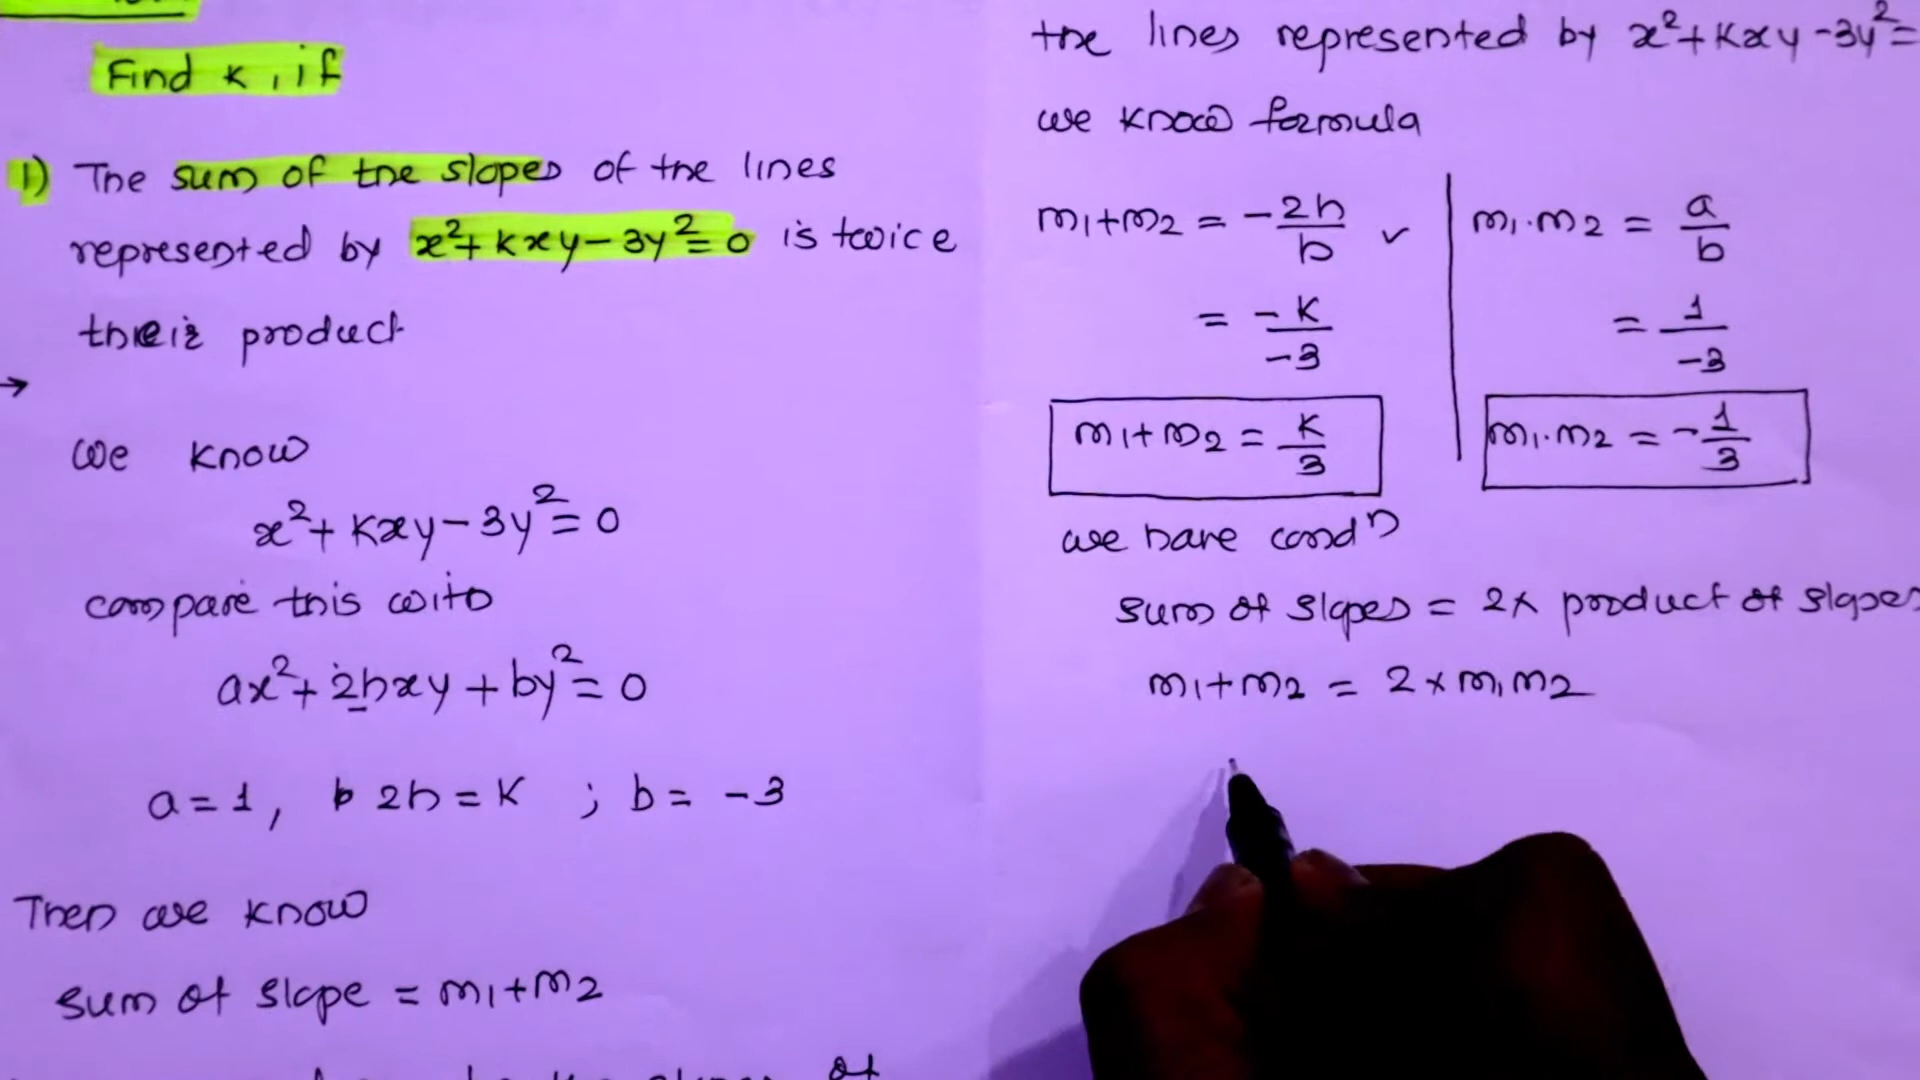 Find k, if
1) The sum of the slopes of the lines
represented by x²+kxy-3y²=0 is twice
their product
→
we know
x²+kxy-3y²=0
compare this with
ax²+2hxy+by²=0
a=1, 2h=k ; b=-3
Then we know
sum of slope = m1+m2
the lines represented by x²+kxy-3y²=
we know formula
m1+m2 = -2h/b ✓ | m1.m2 = a/b
= -k/-3 | = 1/-3
m1+m2 = k/3 | m1.m2 = -1/3
we have condn
sum of slopes = 2x product of slopes
m1+m2 = 2xm1m2